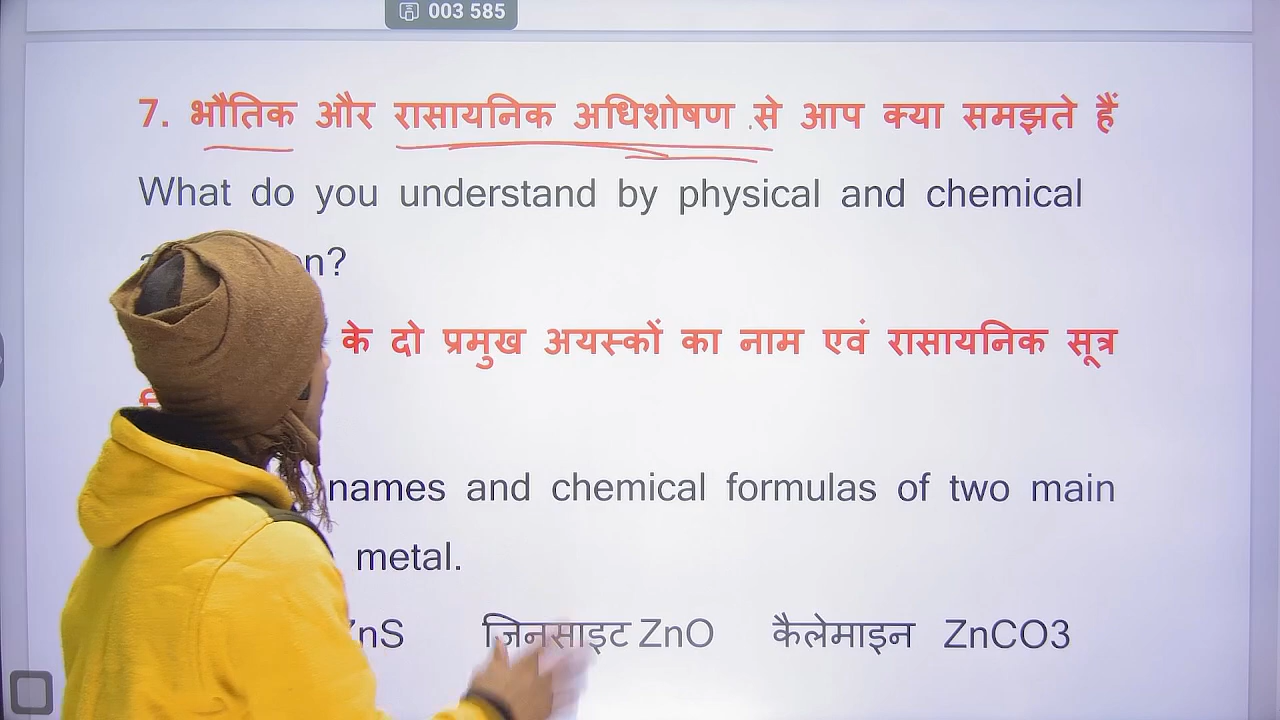 003 585
7. भौतिक और रासायनिक अधिशोषण से आप क्या समझते हैं
What do you understand by physical and chemical
के दो प्रमुख अयस्कों का नाम एवं रासायनिक सूत्र
names and chemical formulas of two main
metal.
ZnS जिनसाइट ZnO कैलेमाइन ZnCO3